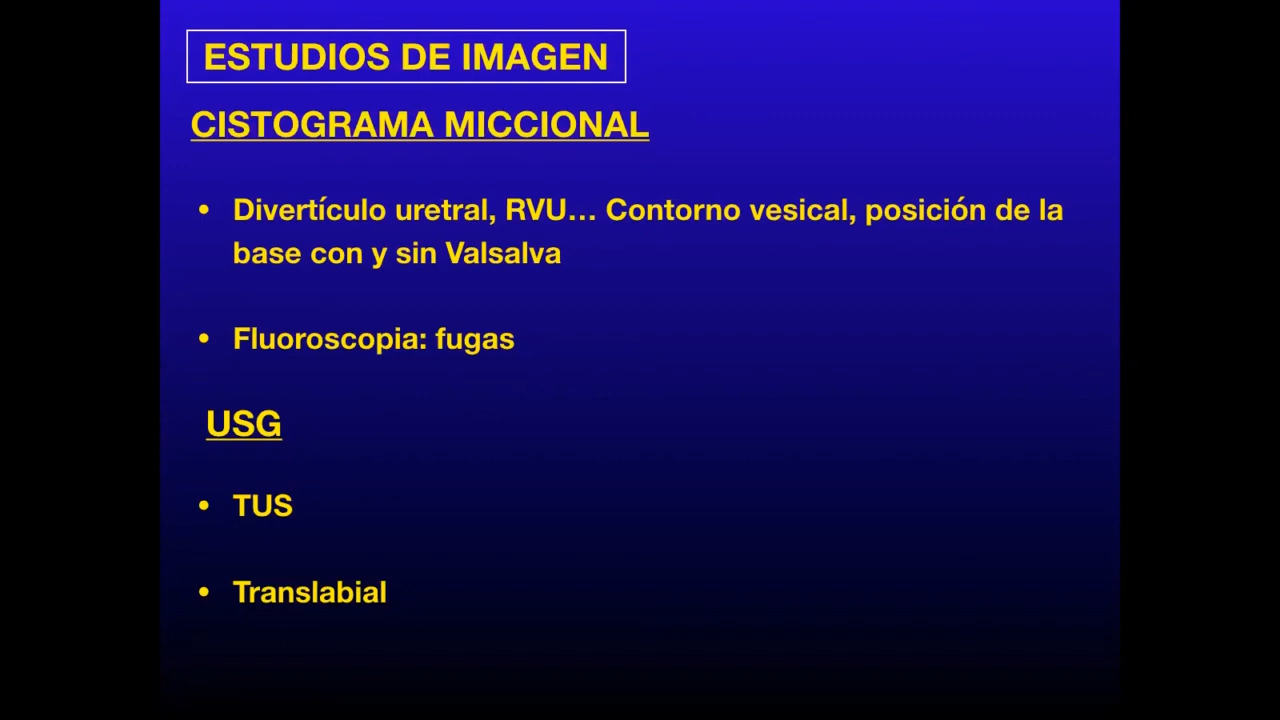 ESTUDIOS DE IMAGEN
CISTOGRAMA MICCIONAL
• Divertículo uretral, RVU… Contorno vesical, posición de la
base con y sin Valsalva
• Fluoroscopia: fugas
USG
• TUS
• Translabial